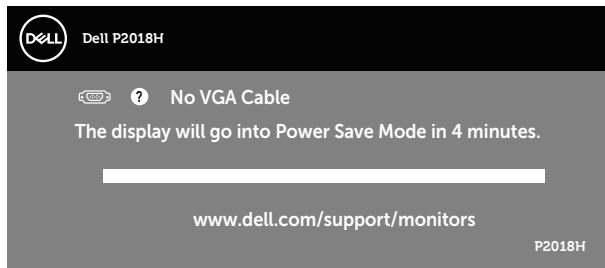 DELL
Dell P2018H
? No VGA Cable
The display will go into Power Save Mode in 4 minutes.
www.dell.com/support/monitors
P2018H